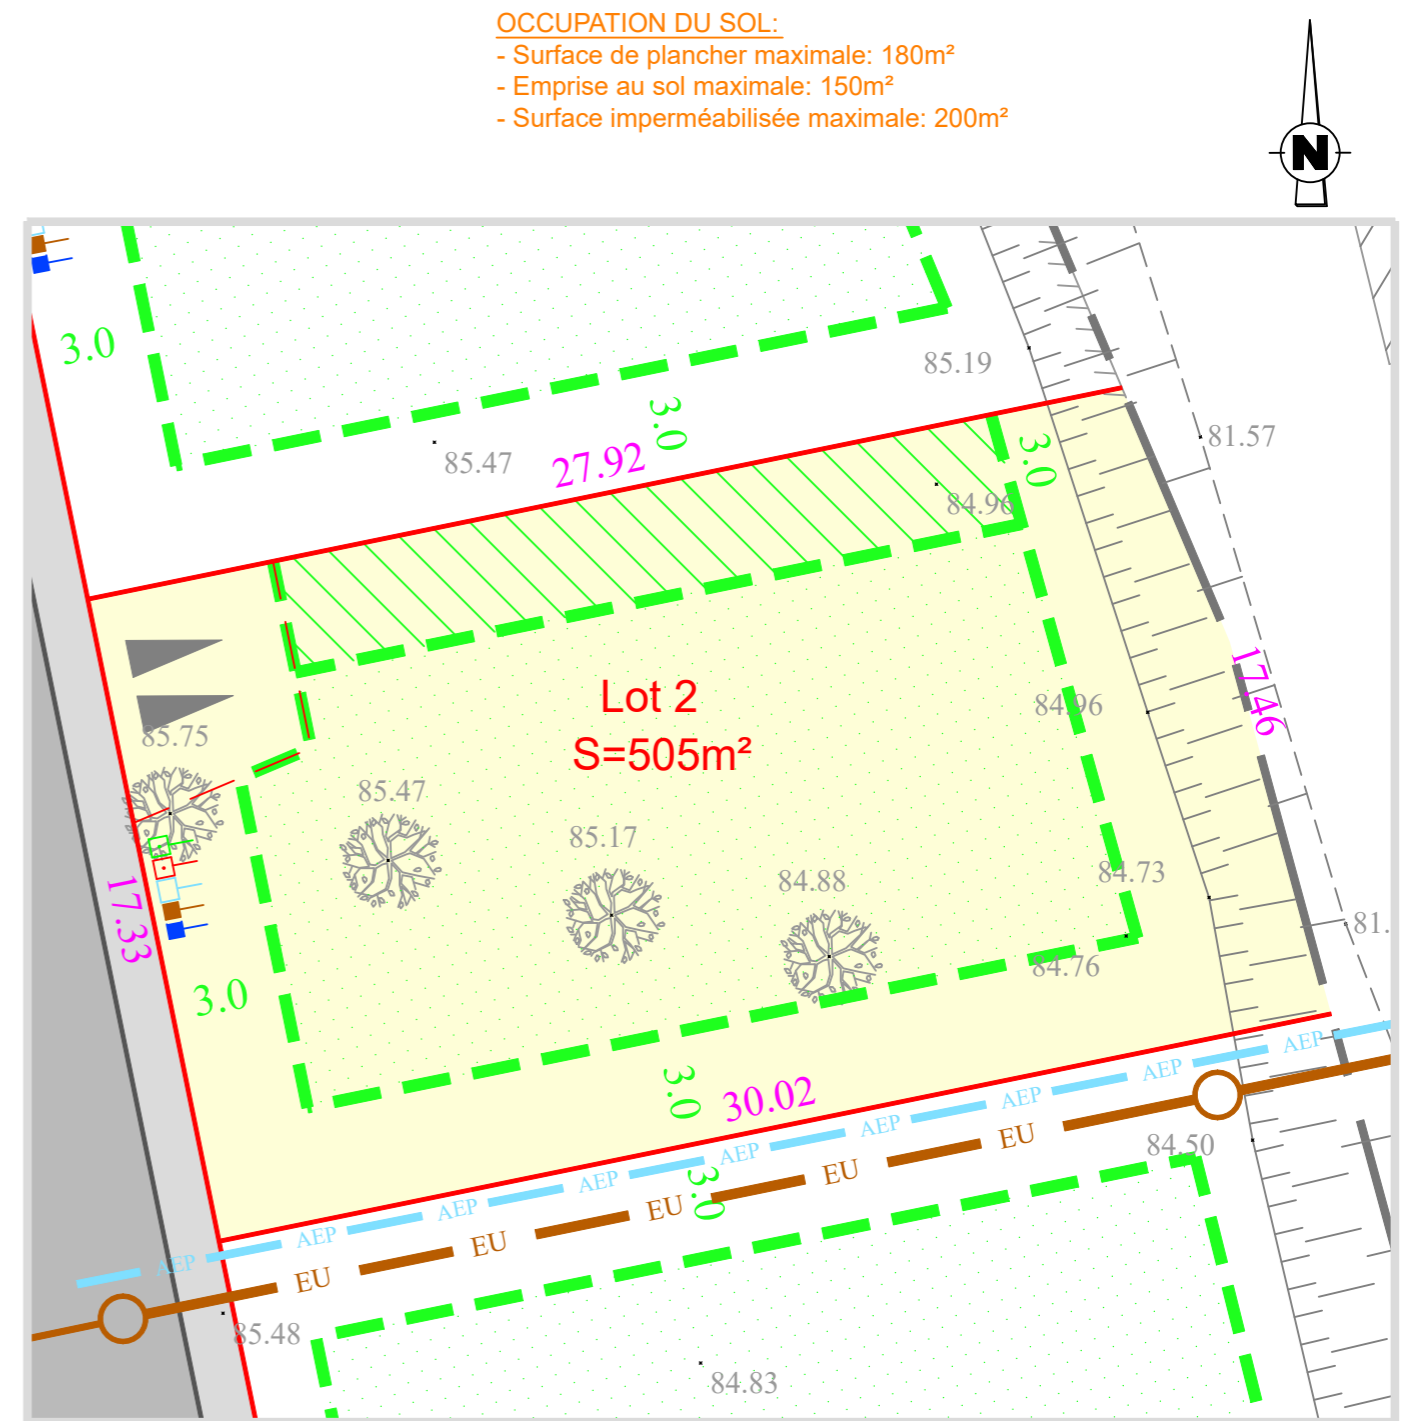 OCCUPATION DU SOL:
- Surface de plancher maximale: 180m²
- Emprise au sol maximale: 150m²
- Surface imperméabilisée maximale: 200m²
N
3.0
85.19
3.0
81.57
85.47
27.92
3.0
84.96
Lot 2
S=505m²
84.96
17.46
85.75
85.47
85.17
84.88
84.73
17.33
81.
84.76
3.0
3.0
30.02
AEP AEP AEP AEP AEP AEP AEP AEP AEP
EU EU EU EU EU
3.0
84.50
85.48
84.83